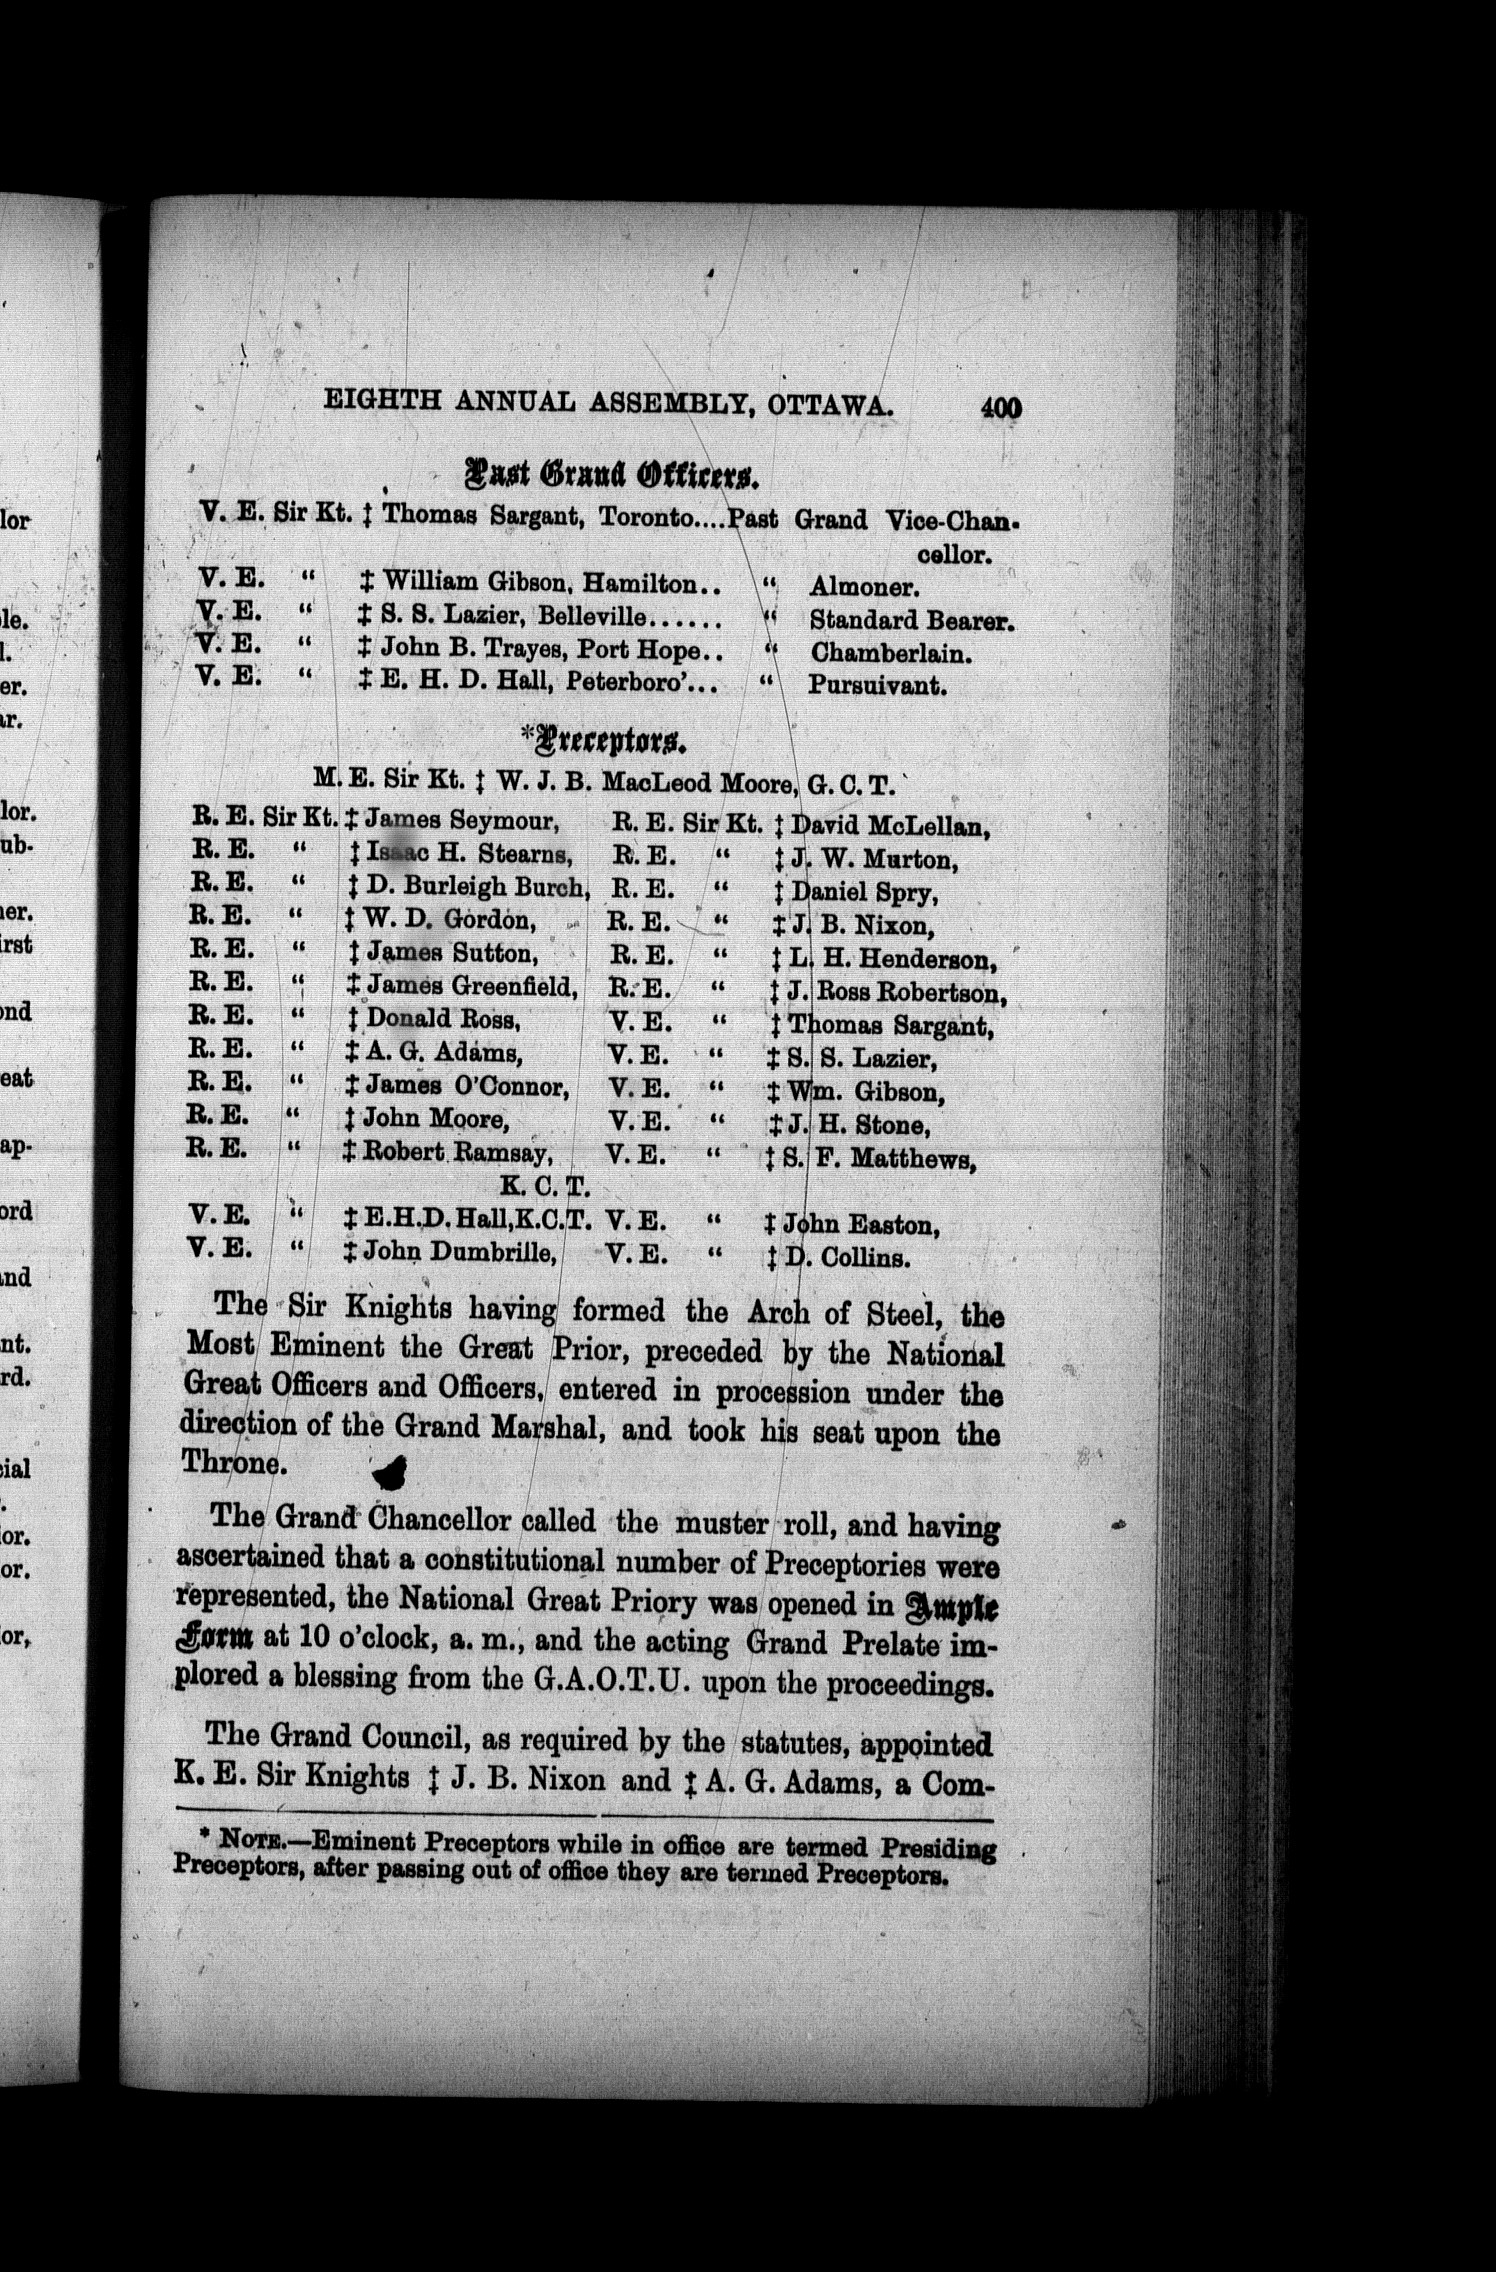 EIGHTH ANNUAL ASSEMBLY, OTTAWA. 400
Past Grand Officers.
V. E. Sir Kt. ‡ Thomas Sargant, Toronto....Past Grand Vice-Chan-
cellor.
V. E. “ ‡ William Gibson, Hamilton.. “ Almoner.
V. E. “ ‡ S. S. Lazier, Belleville...... “ Standard Bearer.
V. E. “ ‡ John B. Trayes, Port Hope.. “ Chamberlain.
V. E. “ ‡ E. H. D. Hall, Peterboro'... “ Pursuivant.
*Preceptors.
M. E. Sir Kt. ‡ W. J. B. MacLeod Moore, G. C. T.
R. E. Sir Kt. ‡ James Seymour, R. E. Sir Kt. ‡ David McLellan,
R. E. “ ‡ Isaac H. Stearns, R. E. “ ‡ J. W. Murton,
R. E. “ ‡ D. Burleigh Burch, R. E. “ ‡ Daniel Spry,
R. E. “ ‡ W. D. Gordon, R. E. “ ‡ J. B. Nixon,
R. E. “ ‡ James Sutton, R. E. “ ‡ L. H. Henderson,
R. E. “ ‡ James Greenfield, R. E. “ ‡ J. Ross Robertson,
R. E. “ ‡ Donald Ross, V. E. “ ‡ Thomas Sargant,
R. E. “ ‡ A. G. Adams, V. E. “ ‡ S. S. Lazier,
R. E. “ ‡ James O'Connor, V. E. “ ‡ Wm. Gibson,
R. E. “ ‡ John Moore, V. E. “ ‡ J. H. Stone,
R. E. “ ‡ Robert Ramsay, V. E. “ ‡ S. F. Matthews,
K. C. T.
V. E. “ ‡ E.H.D. Hall,K.C.T. V. E. “ ‡ John Easton,
V. E. “ ‡ John Dumbrille, V. E. “ ‡ D. Collins.
The Sir Knights having formed the Arch of Steel, the
Most Eminent the Great Prior, preceded by the National
Great Officers and Officers, entered in procession under the
direction of the Grand Marshal, and took his seat upon the
Throne.
The Grand Chancellor called the muster roll, and having
ascertained that a constitutional number of Preceptories were
represented, the National Great Priory was opened in Ample
Form at 10 o'clock, a. m., and the acting Grand Prelate im-
plored a blessing from the G.A.O.T.U. upon the proceedings.
The Grand Council, as required by the statutes, appointed
K. E. Sir Knights ‡ J. B. Nixon and ‡ A. G. Adams, a Com-
* NOTE.—Eminent Preceptors while in office are termed Presiding
Preceptors, after passing out of office they are termed Preceptors.